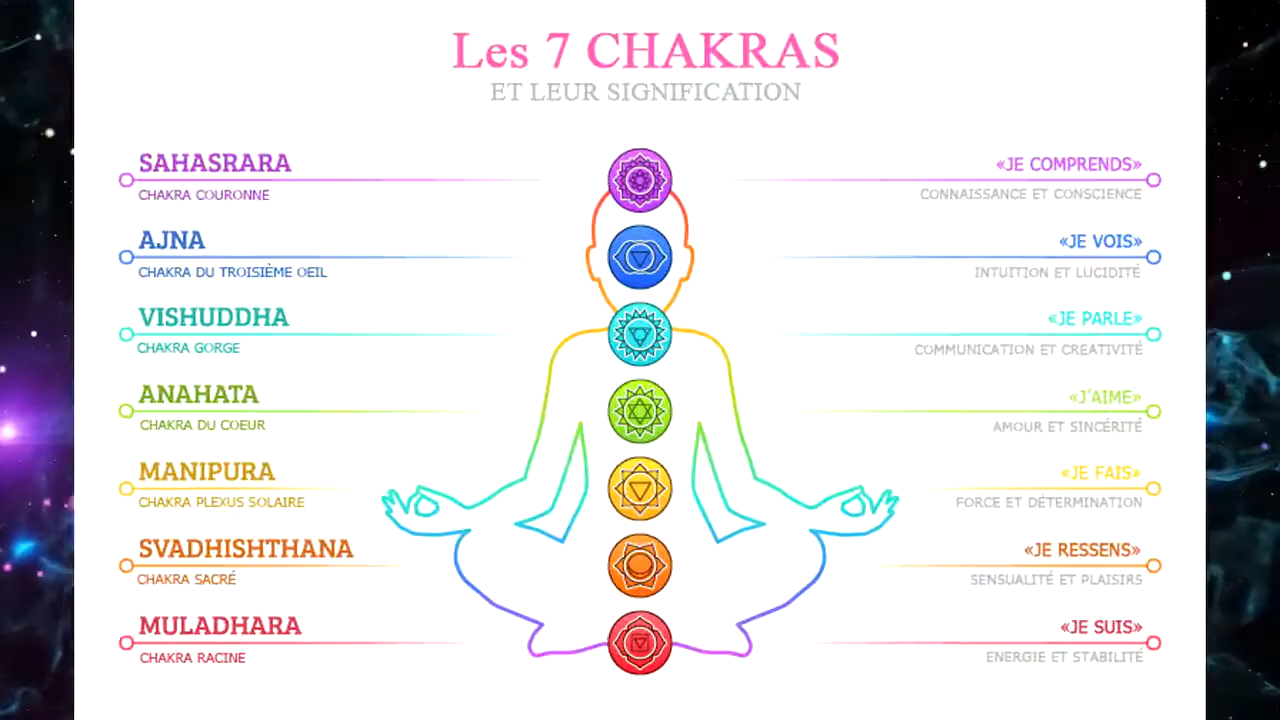 Les 7 CHAKRAS
ET LEUR SIGNIFICATION
SAHASRARA
CHAKRA COURONNE
«JE COMPRENDS»
CONNAISSANCE ET CONSCIENCE
AJNA
CHAKRA DU TROISIÈME OEIL
«JE VOIS»
INTUITION ET LUCIDITÉ
VISHUDDHA
CHAKRA GORGE
«JE PARLE»
COMMUNICATION ET CREATIVITÉ
ANAHATA
CHAKRA DU COEUR
«J'AIME»
AMOUR ET SINCÉRITÉ
MANIPURA
CHAKRA PLEXUS SOLAIRE
«JE FAIS»
FORCE ET DÉTERMINATION
SVADHISHTHANA
CHAKRA SACRÉ
«JE RESSENS»
SENSUALITÉ ET PLAISIRS
MULADHARA
CHAKRA RACINE
«JE SUIS»
ENERGIE ET STABILITÉ